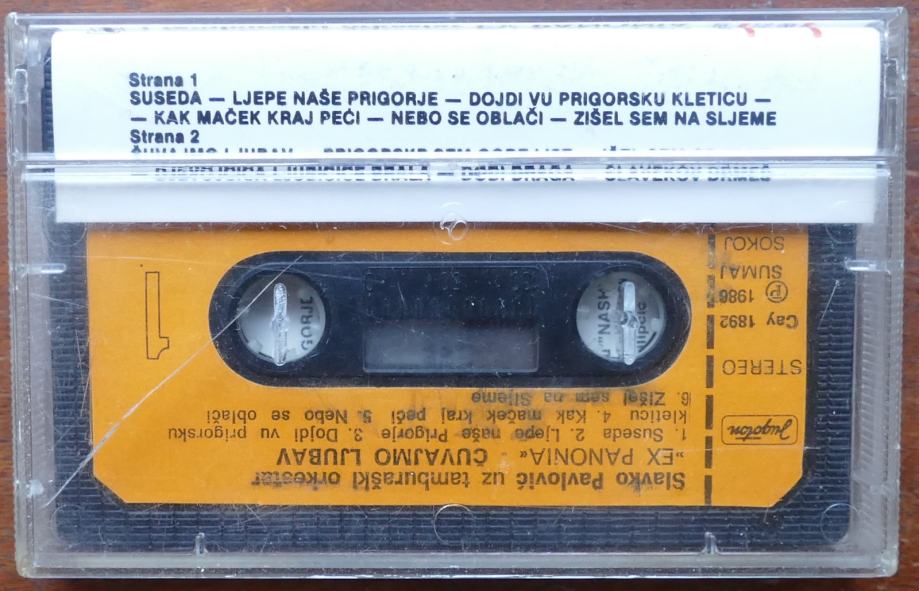 Strana 1
SUSEDA — LJEPE NAŠE PRIGORJE — DOJDI VU PRIGORSKU KLETICU —
— KAK MAČEK KRAJ PEĆI — NEBO SE OBLAČI — ZIŠEL SEM NA SLJEME
Strana 2
ČUVAJMO LJUBAV
Slavko Pavlović uz tamburaški orkestar
»EX PANONIA« - ČUVAJMO LJUBAV
1. Suseda 2. Ljepe naše Prigorje 3. Dojdi vu prigorsku
kleticu 4. Kak maček kraj peći 5. Nebo se oblači
6. Zišel sem na Sljeme
Jugoton
STEREO
Cay 1892
℗ 1986
SUMAJ
SOKOJ
1